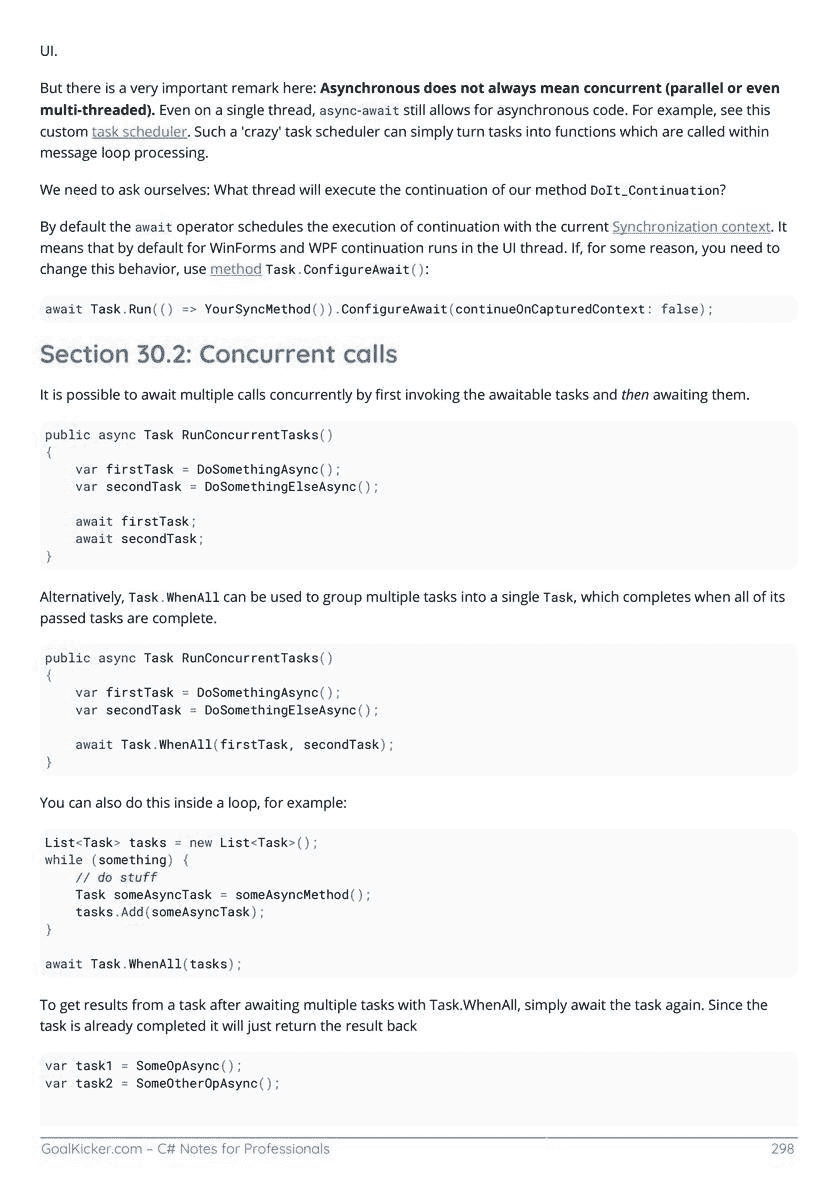 UI.
But there is a very important remark here: Asynchronous does not always mean concurrent (parallel or even
multi-threaded). Even on a single thread, async-await still allows for asynchronous code. For example, see this
custom task scheduler. Such a 'crazy' task scheduler can simply turn tasks into functions which are called within
message loop processing.
We need to ask ourselves: What thread will execute the continuation of our method DoIt_Continuation?
By default the await operator schedules the execution of continuation with the current Synchronization context. It
means that by default for WinForms and WPF continuation runs in the UI thread. If, for some reason, you need to
change this behavior, use method Task.ConfigureAwait():
await Task.Run(() => YourSyncMethod()).ConfigureAwait(continueOnCapturedContext: false);
Section 30.2: Concurrent calls
It is possible to await multiple calls concurrently by first invoking the awaitable tasks and then awaiting them.
public async Task RunConcurrentTasks()
{
    var firstTask = DoSomethingAsync();
    var secondTask = DoSomethingElseAsync();
    await firstTask;
    await secondTask;
}
Alternatively, Task.WhenAll can be used to group multiple tasks into a single Task, which completes when all of its
passed tasks are complete.
public async Task RunConcurrentTasks()
{
    var firstTask = DoSomethingAsync();
    var secondTask = DoSomethingElseAsync();
    await Task.WhenAll(firstTask, secondTask);
}
You can also do this inside a loop, for example:
List<Task> tasks = new List<Task>();
while (something) {
    // do stuff
    Task someAsyncTask = someAsyncMethod();
    tasks.Add(someAsyncTask);
}
await Task.WhenAll(tasks);
To get results from a task after awaiting multiple tasks with Task.WhenAll, simply await the task again. Since the
task is already completed it will just return the result back
var task1 = SomeOpAsync();
var task2 = SomeOtherOpAsync();
GoalKicker.com – C# Notes for Professionals 298